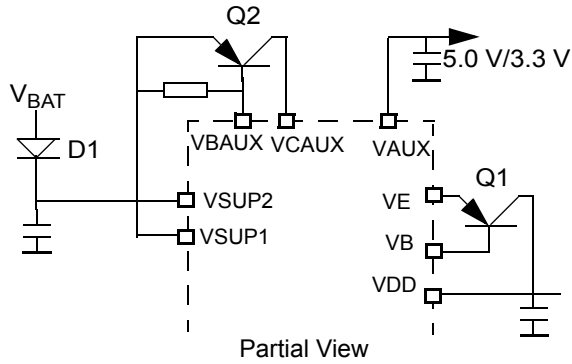 Q2
5.0 V/3.3 V
VBAT
D1
VBAUX VCAUX VAUX
Q1
VSUP2
VE
VSUP1
VB
VDD
Partial View